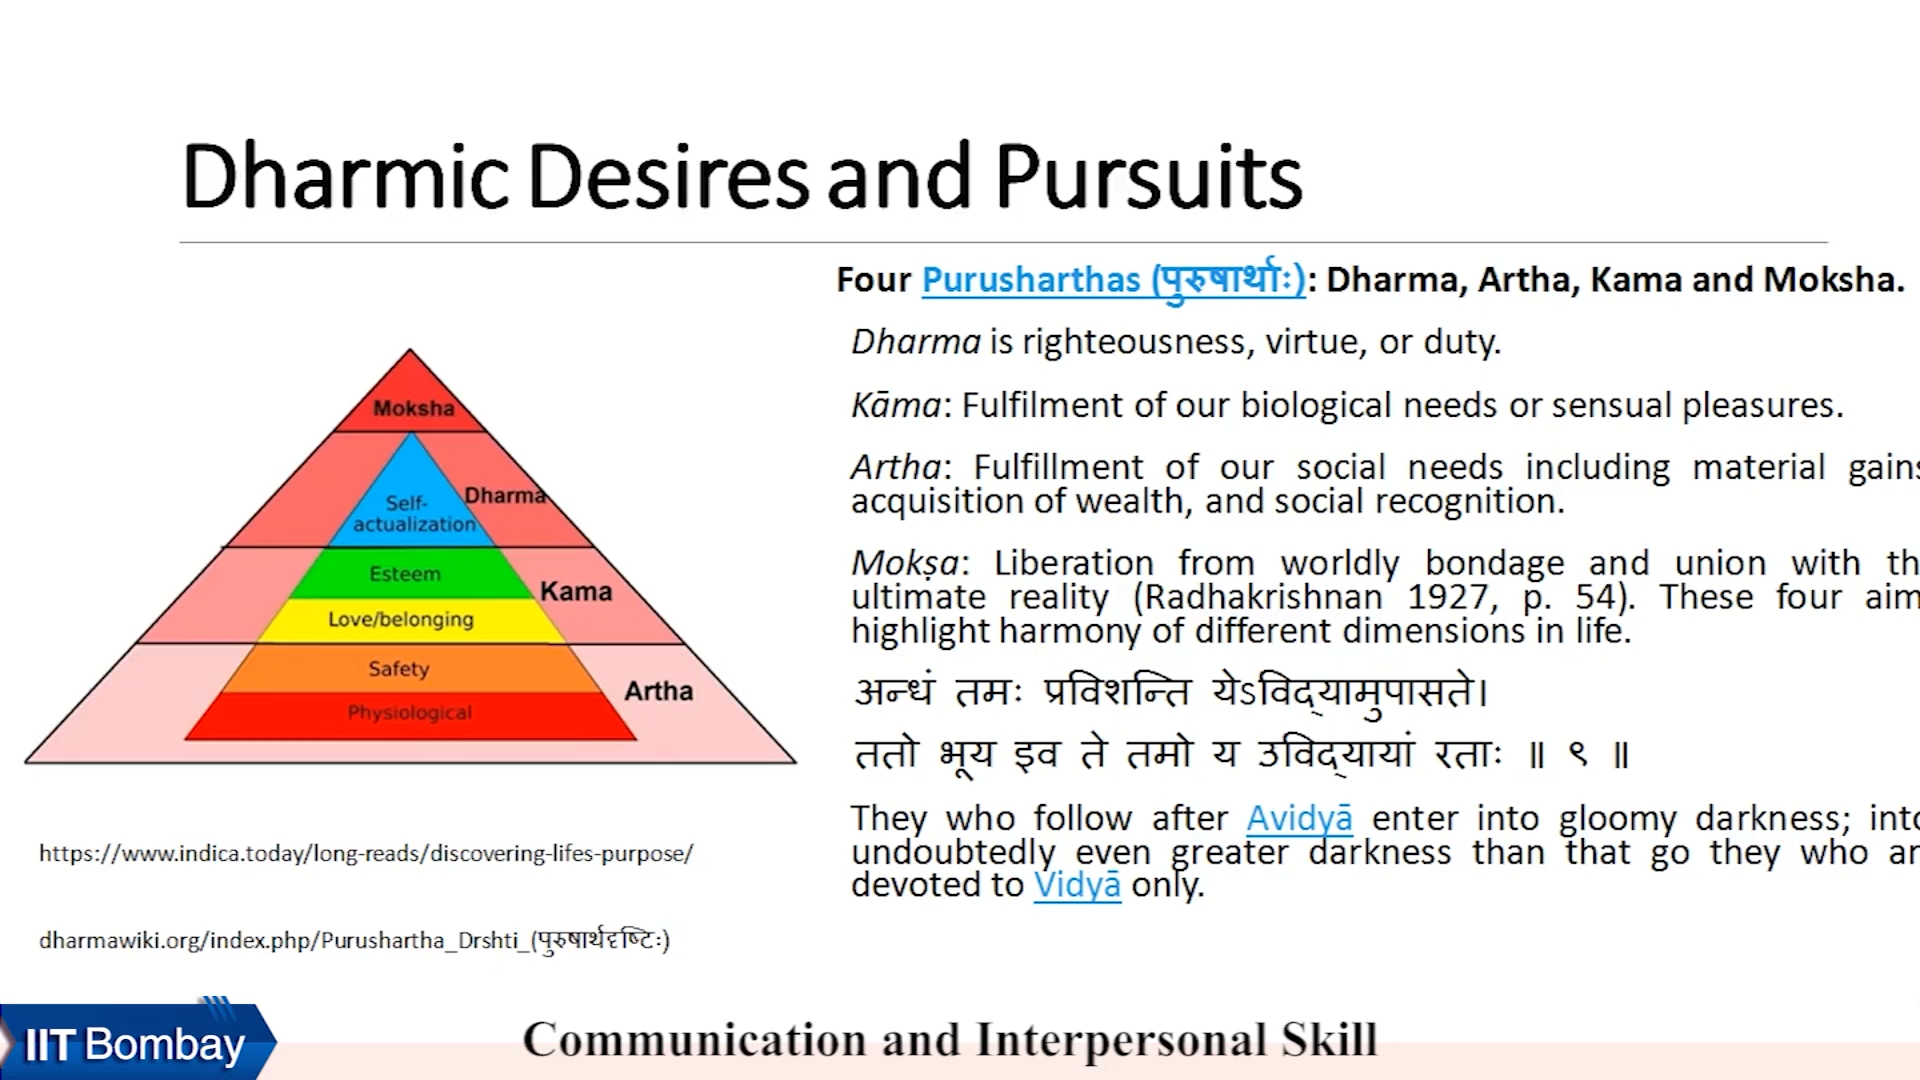 Dharmic Desires and Pursuits
Four Purusharthas (पुरुषार्थाः): Dharma, Artha, Kama and Moksha.
Dharma is righteousness, virtue, or duty.
Kāma: Fulfilment of our biological needs or sensual pleasures.
Artha: Fulfillment of our social needs including material gains
acquisition of wealth, and social recognition.
Mokṣa: Liberation from worldly bondage and union with th
ultimate reality (Radhakrishnan 1927, p. 54). These four aim
highlight harmony of different dimensions in life.
अन्धं तमः प्रविशन्ति येऽविद्यामुपासते।
ततो भूय इव ते तमो य उविद्यायां रताः ॥ ९ ॥
They who follow after Avidyā enter into gloomy darkness; into
undoubtedly even greater darkness than that go they who ar
devoted to Vidyā only.
Moksha
Self-
actualization
Dharma
Esteem
Kama
Love/belonging
Safety
Artha
Physiological
https://www.indica.today/long-reads/discovering-lifes-purpose/
dharmawiki.org/index.php/Purushartha_Drshti_(पुरुषार्थदृष्टिः)
IIT Bombay
Communication and Interpersonal Skill